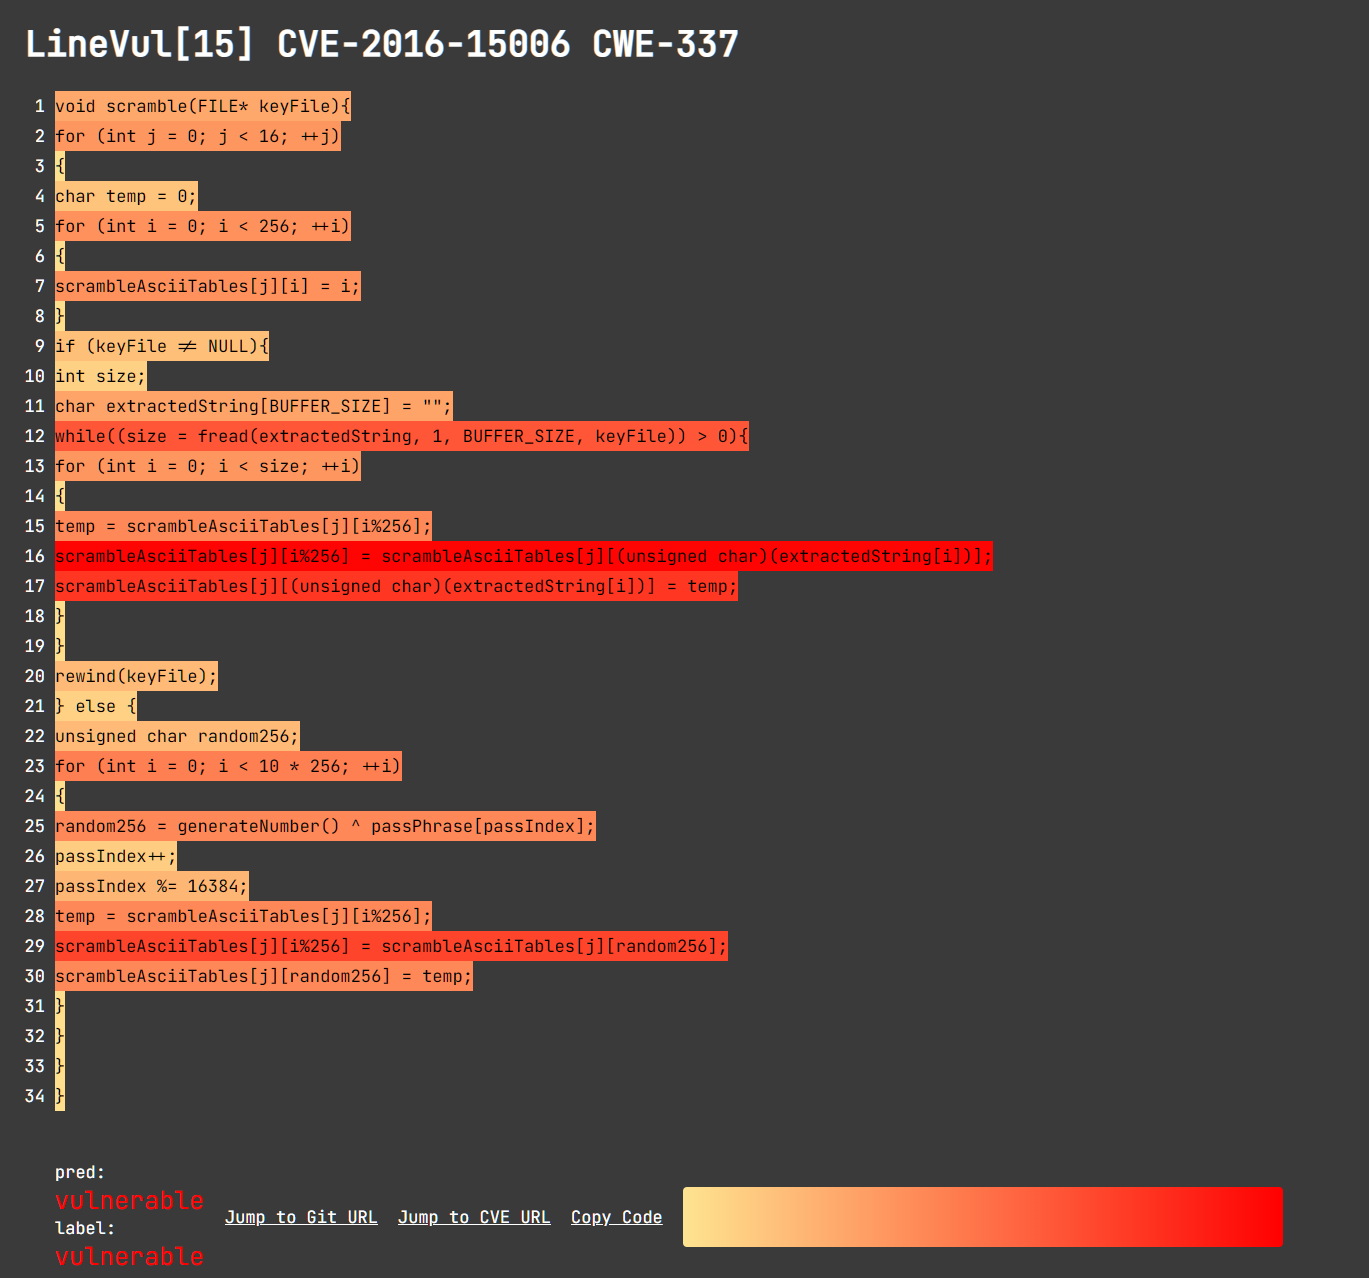 LineVul[15] CVE-2016-15006 CWE-337
1 void scramble(FILE* keyFile){
2 for (int j = 0; j < 16; ++j)
3 {
4 char temp = 0;
5 for (int i = 0; i < 256; ++i)
6 {
7 scrambleAsciiTables[j][i] = i;
8 }
9 if (keyFile != NULL){
10 int size;
11 char extractedString[BUFFER_SIZE] = "";
12 while((size = fread(extractedString, 1, BUFFER_SIZE, keyFile)) > 0){
13 for (int i = 0; i < size; ++i)
14 {
15 temp = scrambleAsciiTables[j][i%256];
16 scrambleAsciiTables[j][i%256] = scrambleAsciiTables[j][(unsigned char)(extractedString[i])];
17 scrambleAsciiTables[j][(unsigned char)(extractedString[i])] = temp;
18 }
19 }
20 rewind(keyFile);
21 } else {
22 unsigned char random256;
23 for (int i = 0; i < 10 * 256; ++i)
24 {
25 random256 = generateNumber() ^ passPhrase[passIndex];
26 passIndex++;
27 passIndex %= 16384;
28 temp = scrambleAsciiTables[j][i%256];
29 scrambleAsciiTables[j][i%256] = scrambleAsciiTables[j][random256];
30 scrambleAsciiTables[j][random256] = temp;
31 }
32 }
33 }
34 }
pred:
vulnerable
label:
vulnerable
Jump to Git URL Jump to CVE URL Copy Code